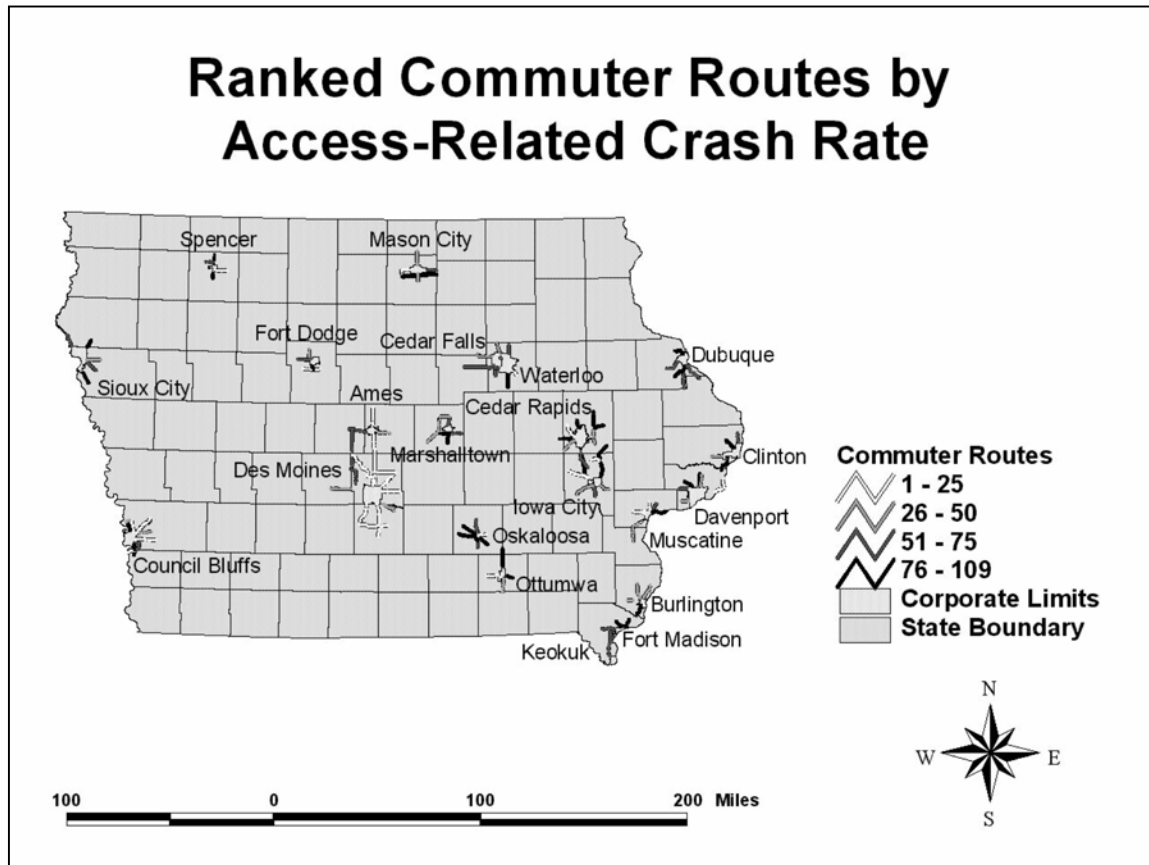 Ranked Commuter Routes by
Access-Related Crash Rate
Spencer
Mason City
Fort Dodge
Cedar Falls
Dubuque
Sioux City
Waterloo
Ames
Cedar Rapids
Marshalltown
Clinton
Des Moines
Iowa City
Davenport
Oskaloosa
Muscatine
Council Bluffs
Ottumwa
Burlington
Fort Madison
Keokuk
Commuter Routes
1 - 25
26 - 50
51 - 75
76 - 109
Corporate Limits
State Boundary
N
W E
S
100 0 100 200 Miles